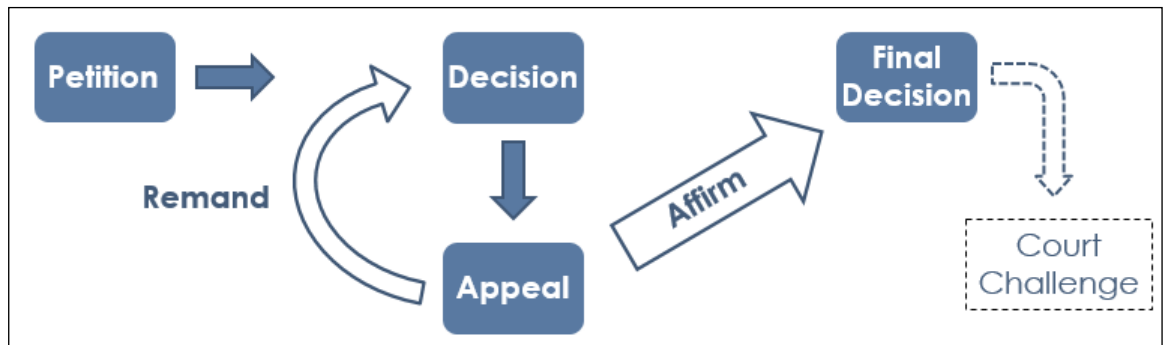 Petition
Decision
Final
Decision
Remand
Affirm
Appeal
Court
Challenge